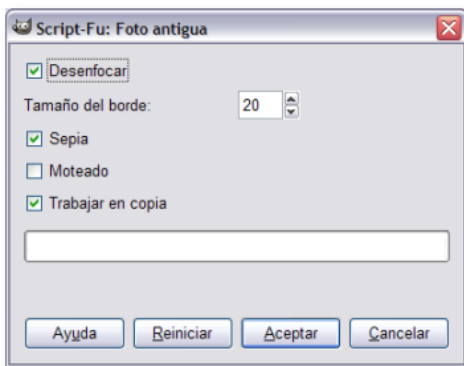 Script-Fu: Foto antigua
Desenfocar
Tamaño del borde: 20
Sepia
Moteado
Trabajar en copia
Ayuda Reiniciar Aceptar Cancelar